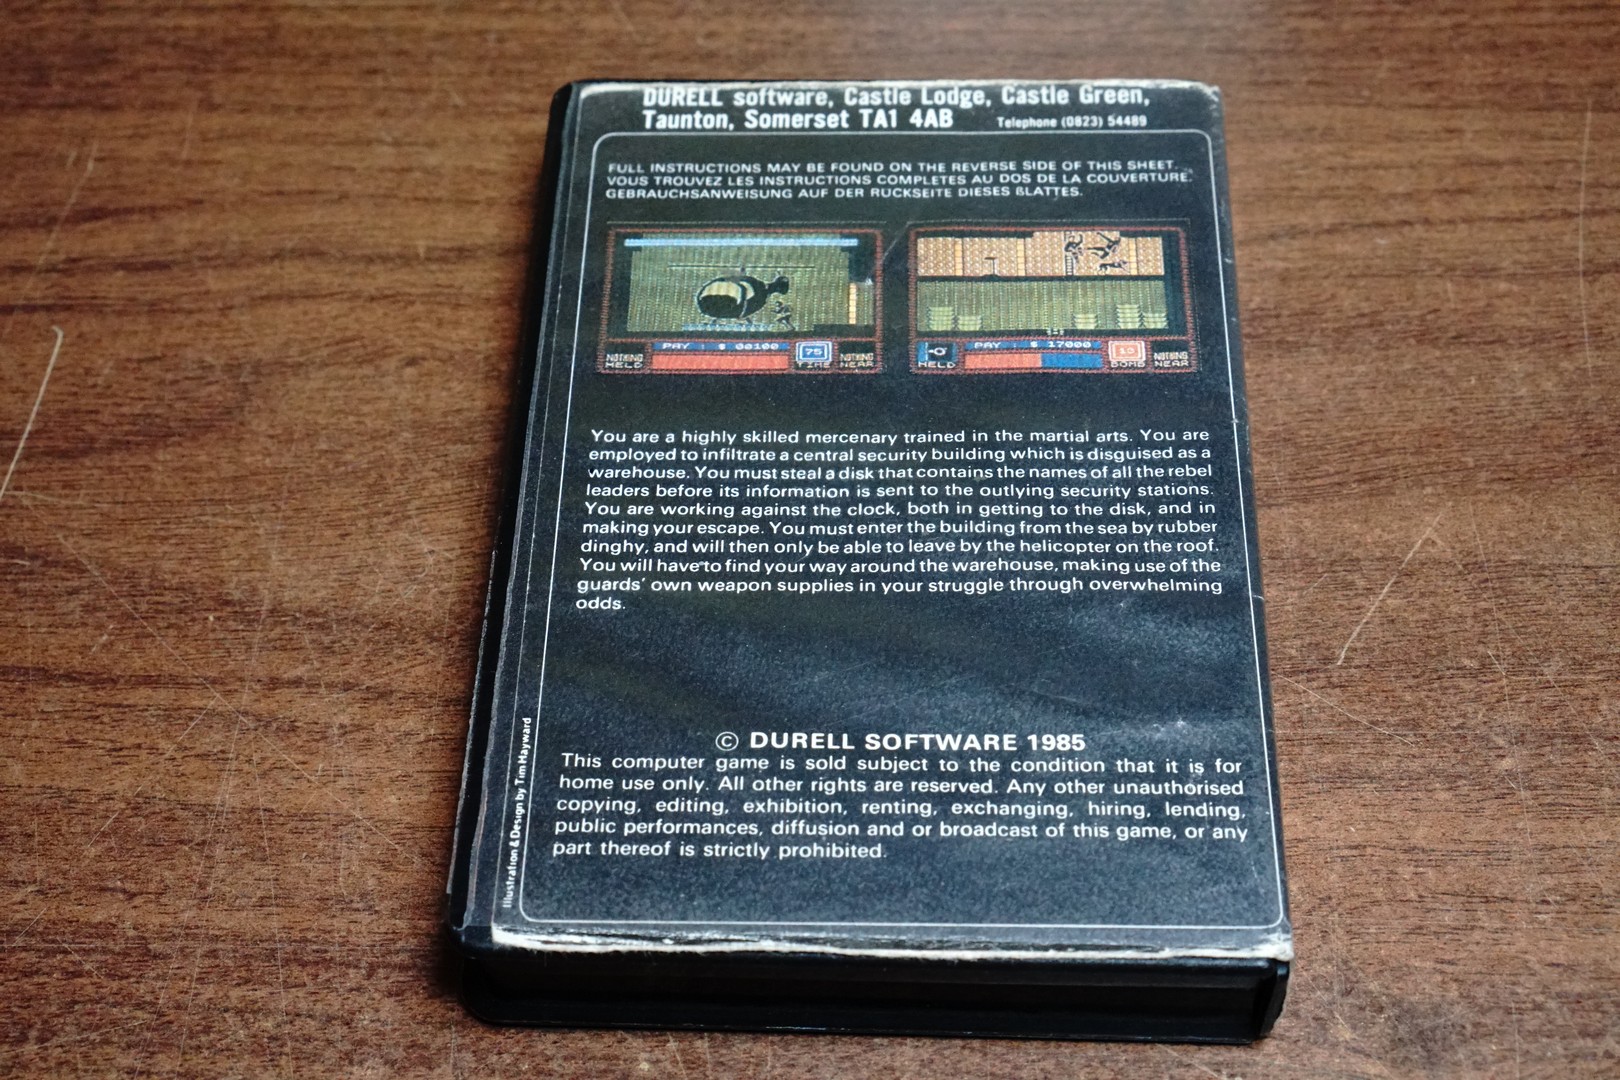 DURELL software, Castle Lodge, Castle Green,
Taunton, Somerset TA1 4AB Telephone (0823) 54489
FULL INSTRUCTIONS MAY BE FOUND ON THE REVERSE SIDE OF THIS SHEET.
VOUS TROUVEZ LES INSTRUCTIONS COMPLETES AU DOS DE LA COUVERTURE.
GEBRAUCHSANWEISUNG AUF DER RUCKSEITE DIESES BLATTES.
NOTHING HELD PAY : $ 00100 75 TIME NOTHING NEAR
HELD PAY : $ 17000 10 BOMB NOTHING NEAR
You are a highly skilled mercenary trained in the martial arts. You are
employed to infiltrate a central security building which is disguised as a
warehouse. You must steal a disk that contains the names of all the rebel
leaders before its information is sent to the outlying security stations.
You are working against the clock, both in getting to the disk, and in
making your escape. You must enter the building from the sea by rubber
dinghy, and will then only be able to leave by the helicopter on the roof.
You will have to find your way around the warehouse, making use of the
guards' own weapon supplies in your struggle through overwhelming
odds.
© DURELL SOFTWARE 1985
This computer game is sold subject to the condition that it is for
home use only. All other rights are reserved. Any other unauthorised
copying, editing, exhibition, renting, exchanging, hiring, lending,
public performances, diffusion and or broadcast of this game, or any
part thereof is strictly prohibited.
Illustration & Design by Tim Hayward